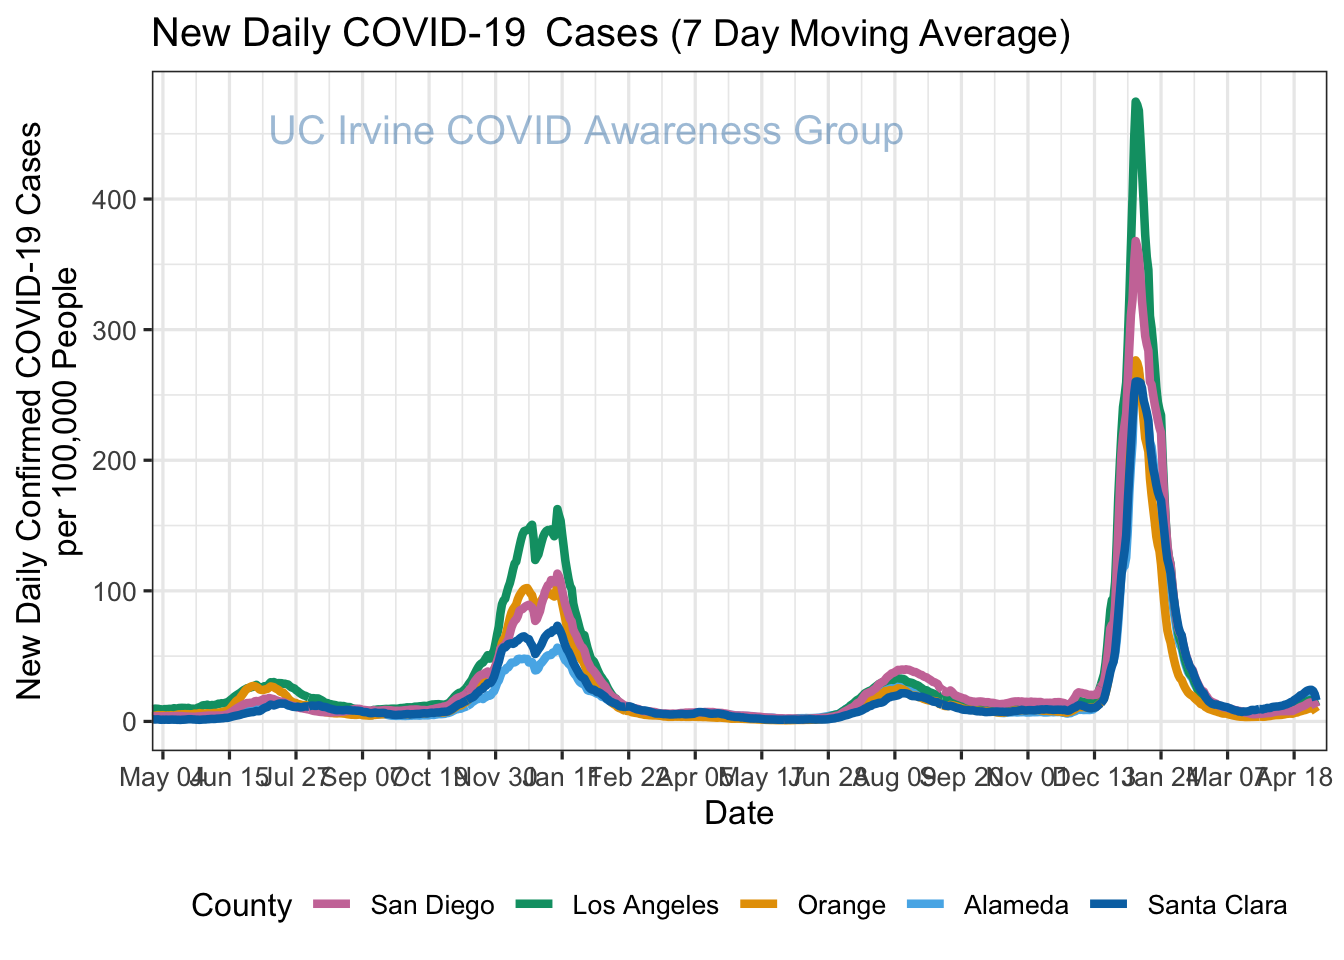 New Daily COVID-19 Cases (7 Day Moving Average)
UC Irvine COVID Awareness Group
New Daily Confirmed COVID-19 Cases
per 100,000 People
400
300
200
100
0
May 04 Jun 15 Jul 27 Sep 07 Oct 19 Nov 30 Jan 11 Feb 22 Apr 05 May 17 Jun 28 Aug 09 Sep 20 Nov 01 Dec 13 Jan 24 Mar 07 Apr 18
Date
County San Diego Los Angeles Orange Alameda Santa Clara